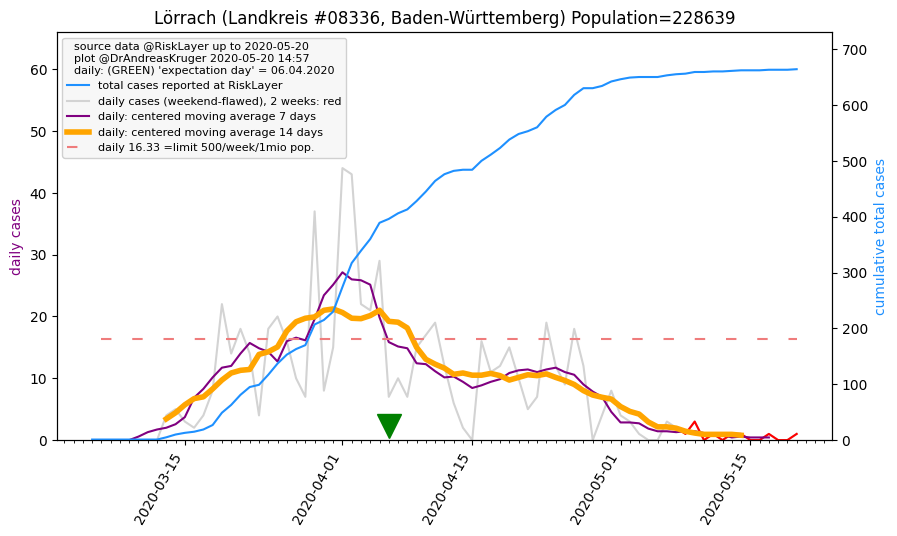 Lörrach (Landkreis #08336, Baden-Württemberg) Population=228639
source data @RiskLayer up to 2020-05-20
plot @DrAndreasKruger 2020-05-20 14:57
daily: (GREEN) 'expectation day' = 06.04.2020
total cases reported at RiskLayer
daily cases (weekend-flawed), 2 weeks: red
daily: centered moving average 7 days
daily: centered moving average 14 days
daily 16.33 =limit 500/week/1mio pop.
daily cases
60
50
40
30
20
10
0
700
600
500
400
300
200
100
0
cumulative total cases
2020-03-15
2020-04-01
2020-04-15
2020-05-01
2020-05-15